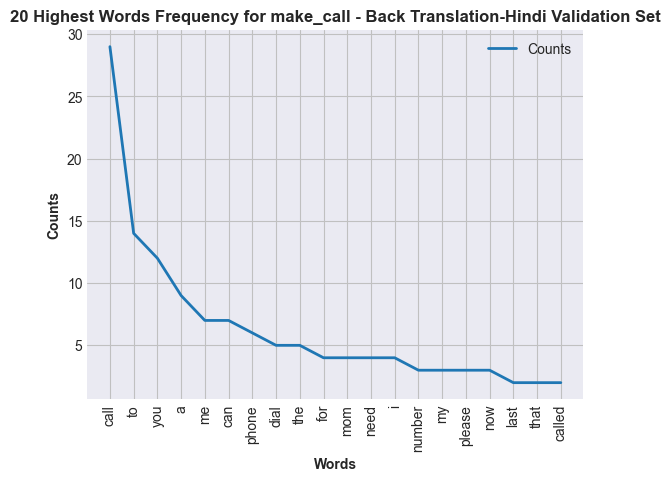 20 Highest Words Frequency for make_call - Back Translation-Hindi Validation Set
30
25
20
15
10
5
Counts
Counts
call
to
you
a
me
can
phone
dial
the
for
mom
need
i
number
my
please
now
last
that
called
Words